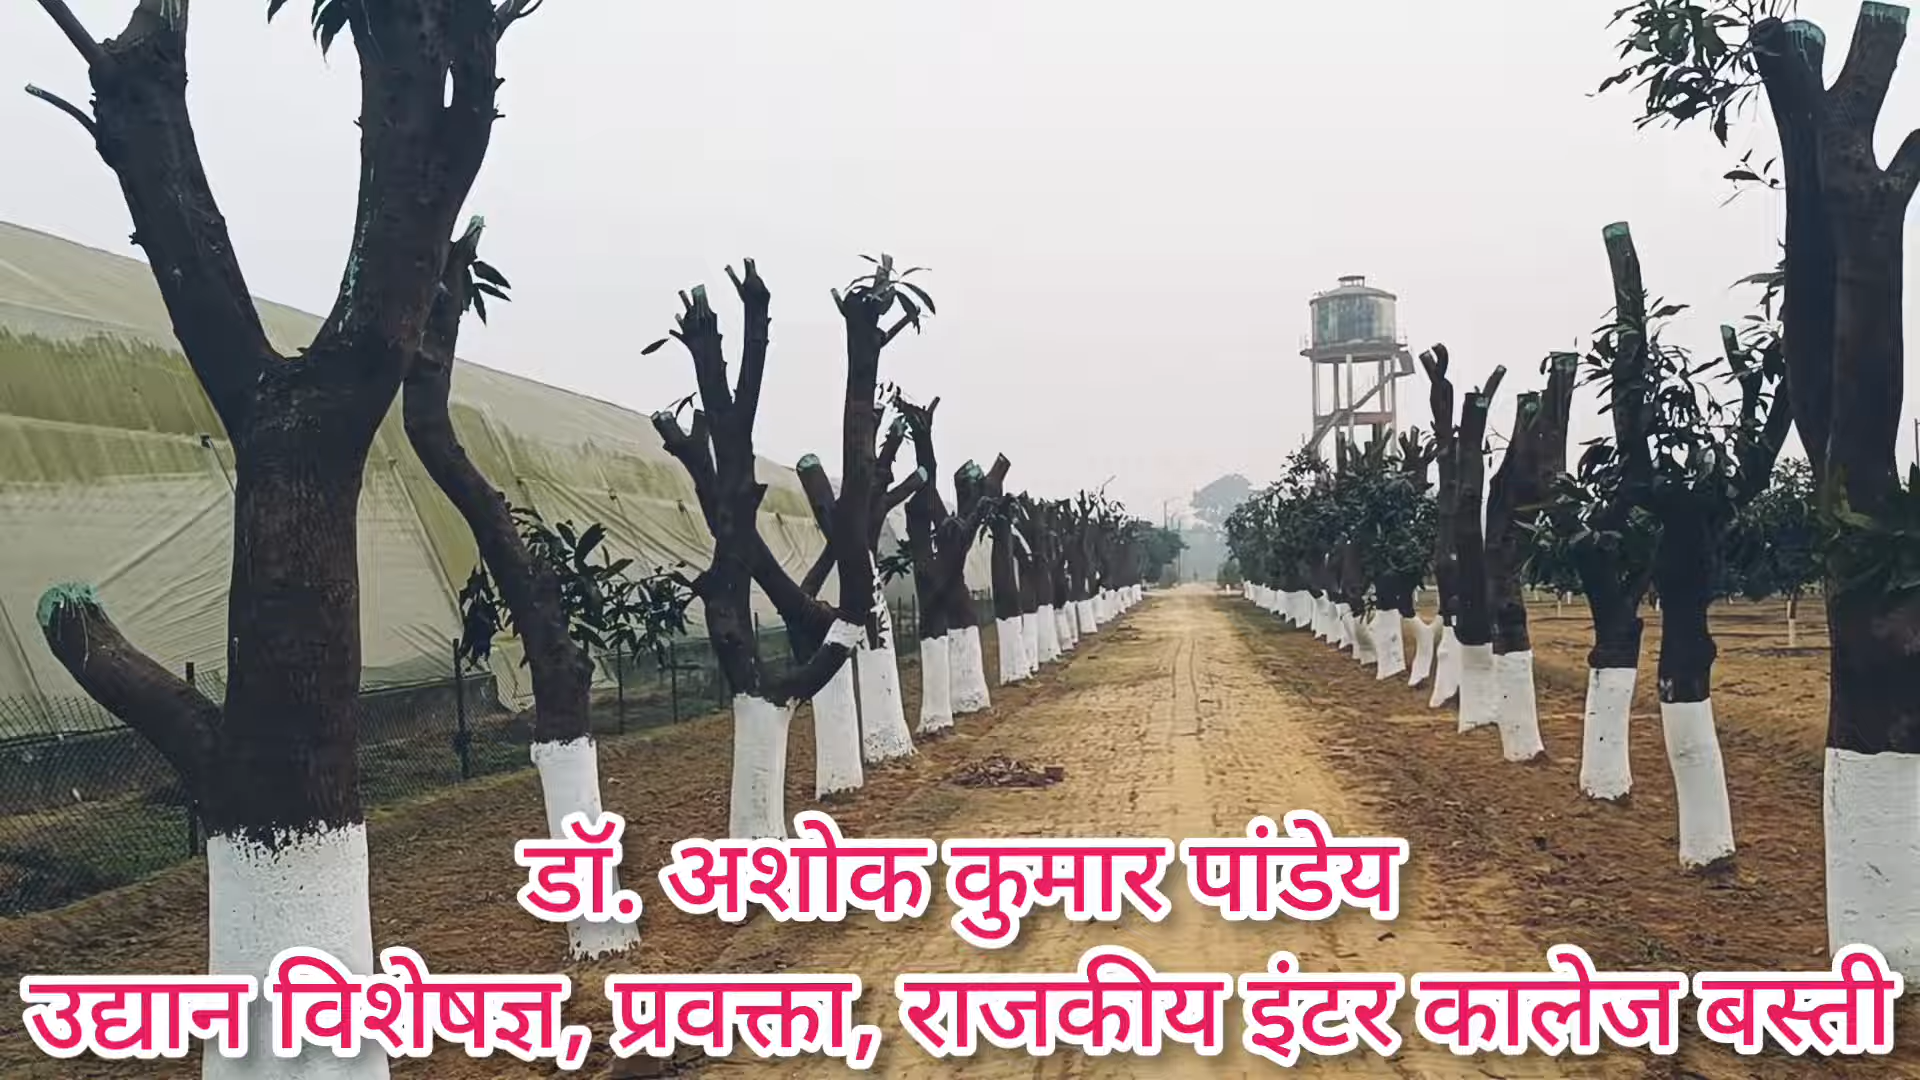 डॉ. अशोक कुमार पांडेय
उद्यान विशेषज्ञ, प्रवक्ता, राजकीय इंटर कालेज बस्ती